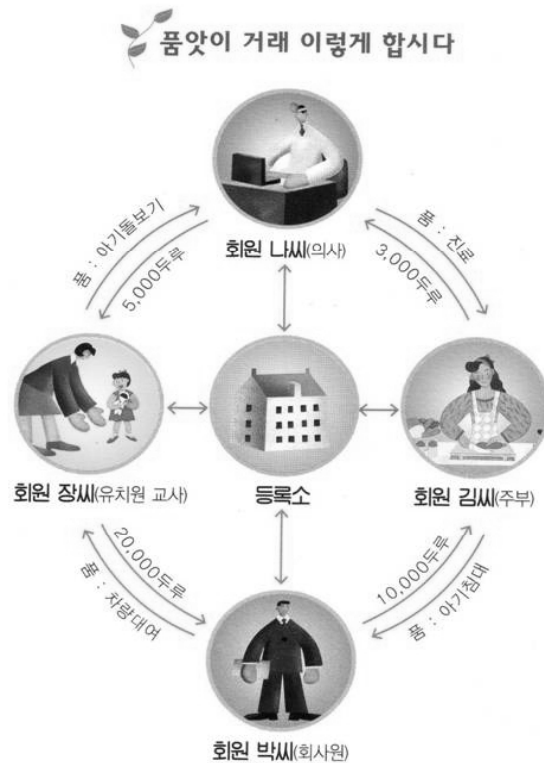 품앗이 거래 이렇게 합시다
회원 냐씨(의사)
품 : 아기돌보기
5,000두루
품 : 진료
3,000두루
회원 장씨(유치원 교사)
등록소
회원 김씨(주부)
20,000두루
품 : 차량대여
10,000두루
품 : 아기침대
회원 박씨(회사원)